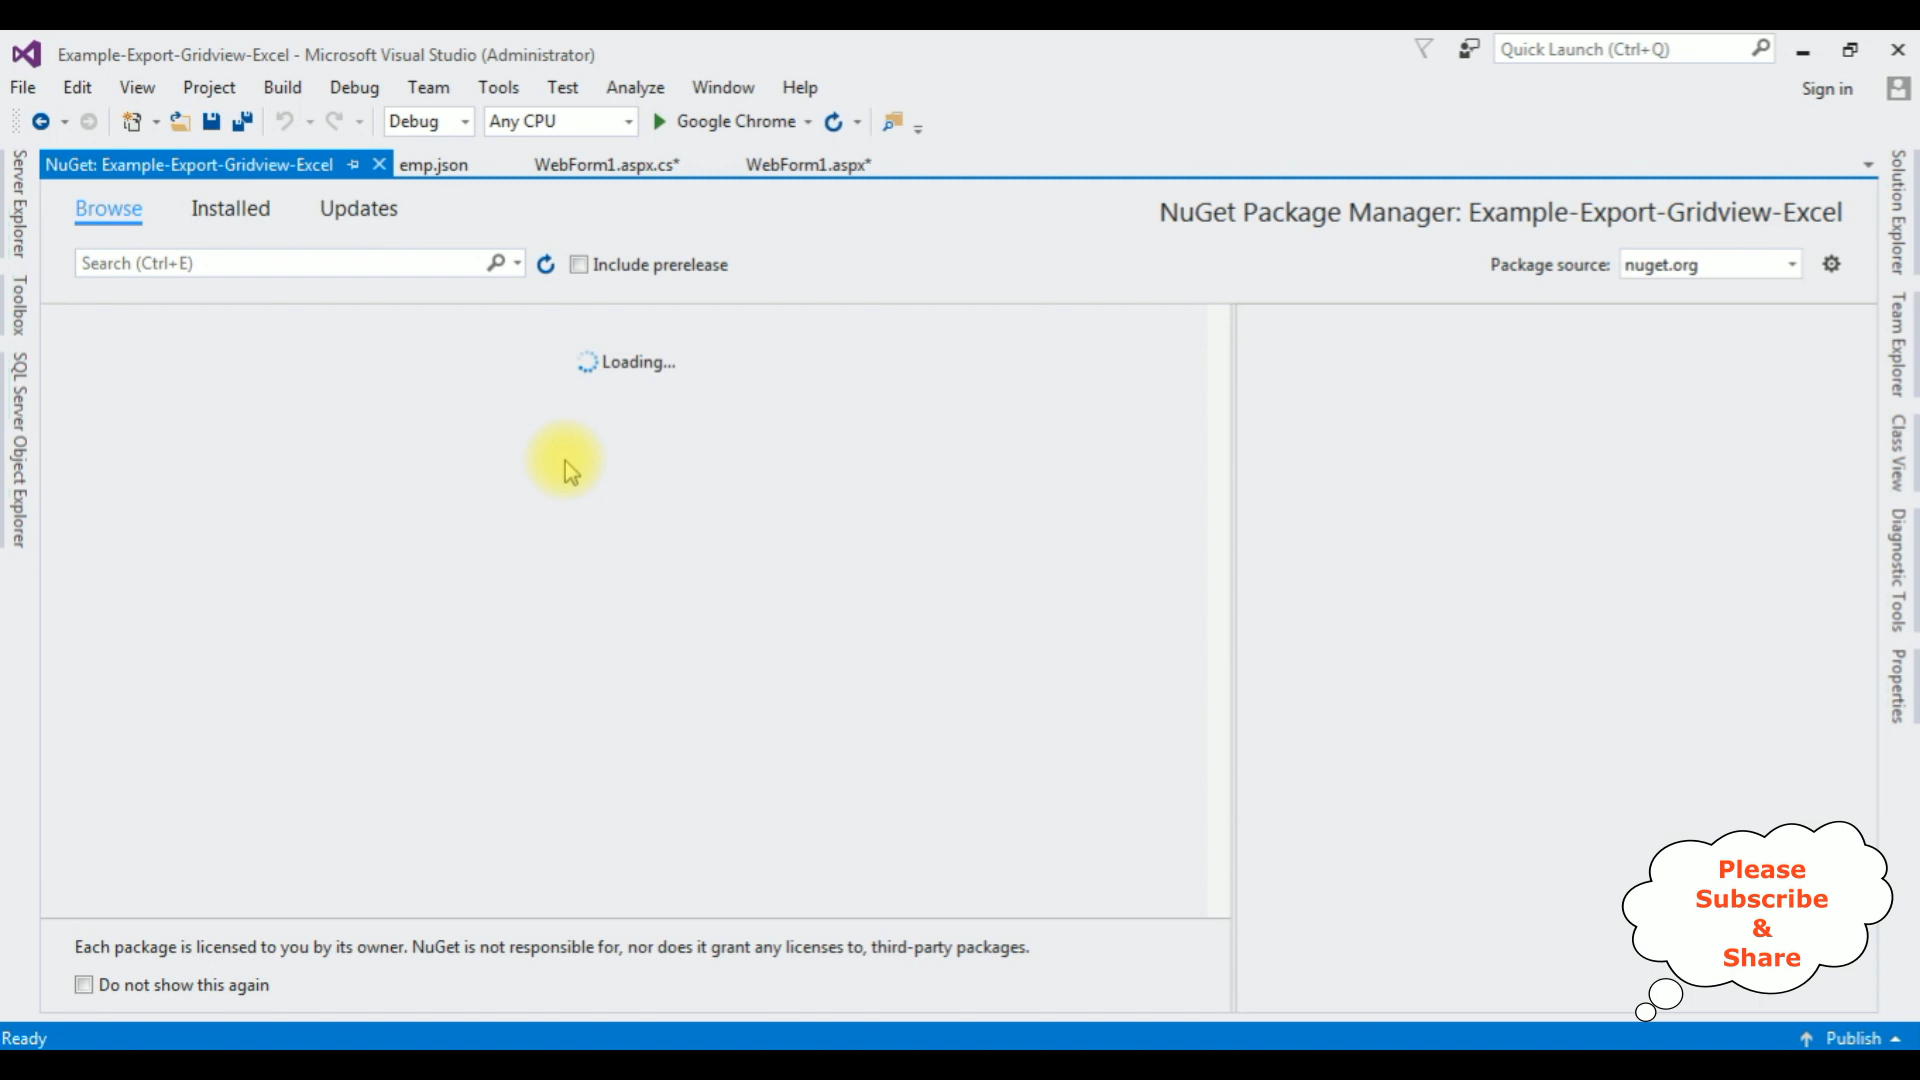 Example-Export-Gridview-Excel - Microsoft Visual Studio (Administrator)
Quick Launch (Ctrl+Q)
File Edit View Project Build Debug Team Tools Test Analyze Window Help
Sign in
Debug Any CPU Google Chrome
NuGet: Example-Export-Gridview-Excel emp.json WebForm1.aspx.cs* WebForm1.aspx*
Browse Installed Updates
NuGet Package Manager: Example-Export-Gridview-Excel
Search (Ctrl+E)
Include prerelease
Package source: nuget.org
Loading...
Server Explorer
Toolbox
SQL Server Object Explorer
Solution Explorer
Team Explorer
Class View
Diagnostic Tools
Properties
Please
Subscribe
&
Share
Each package is licensed to you by its owner. NuGet is not responsible for, nor does it grant any licenses to, third-party packages.
Do not show this again
Ready
Publish